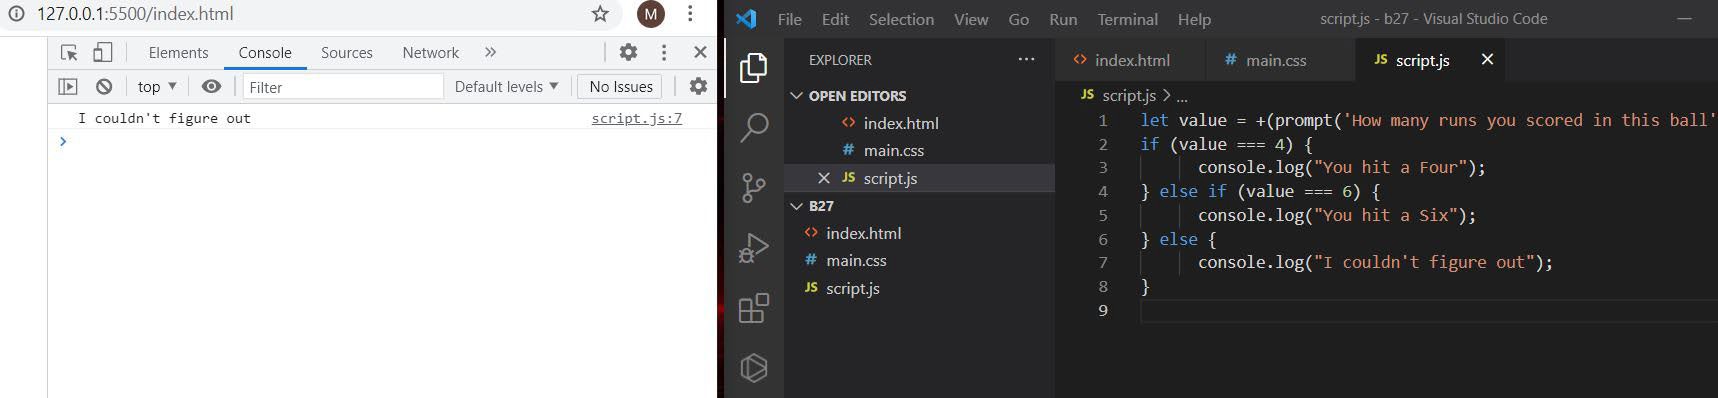 127.0.0.1:5500/index.html
M
Elements Console Sources Network »
top ▼ Filter Default levels ▼ No Issues
I couldn't figure out script.js:7
>
File Edit Selection View Go Run Terminal Help script.js - b27 - Visual Studio Code
EXPLORER ...
OPEN EDITORS
<> index.html
# main.css
× JS script.js
B27
<> index.html
# main.css
JS script.js
<> index.html # main.css JS script.js ×
JS script.js > ...
1 let value = +(prompt('How many runs you scored in this ball'
2 if (value === 4) {
3 console.log("You hit a Four");
4 } else if (value === 6) {
5 console.log("You hit a Six");
6 } else {
7 console.log("I couldn't figure out");
8 }
9